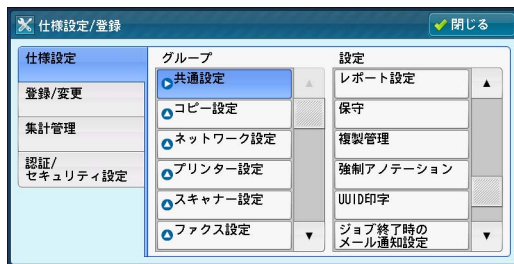 仕様設定/登録
閉じる
仕様設定
登録/変更
集計管理
認証/
セキュリティ設定
グループ
共通設定
コピー設定
ネットワーク設定
プリンター設定
スキャナー設定
ファクス設定
設定
レポート設定
保守
複製管理
強制アノテーション
UUID印字
ジョブ終了時の
メール通知設定